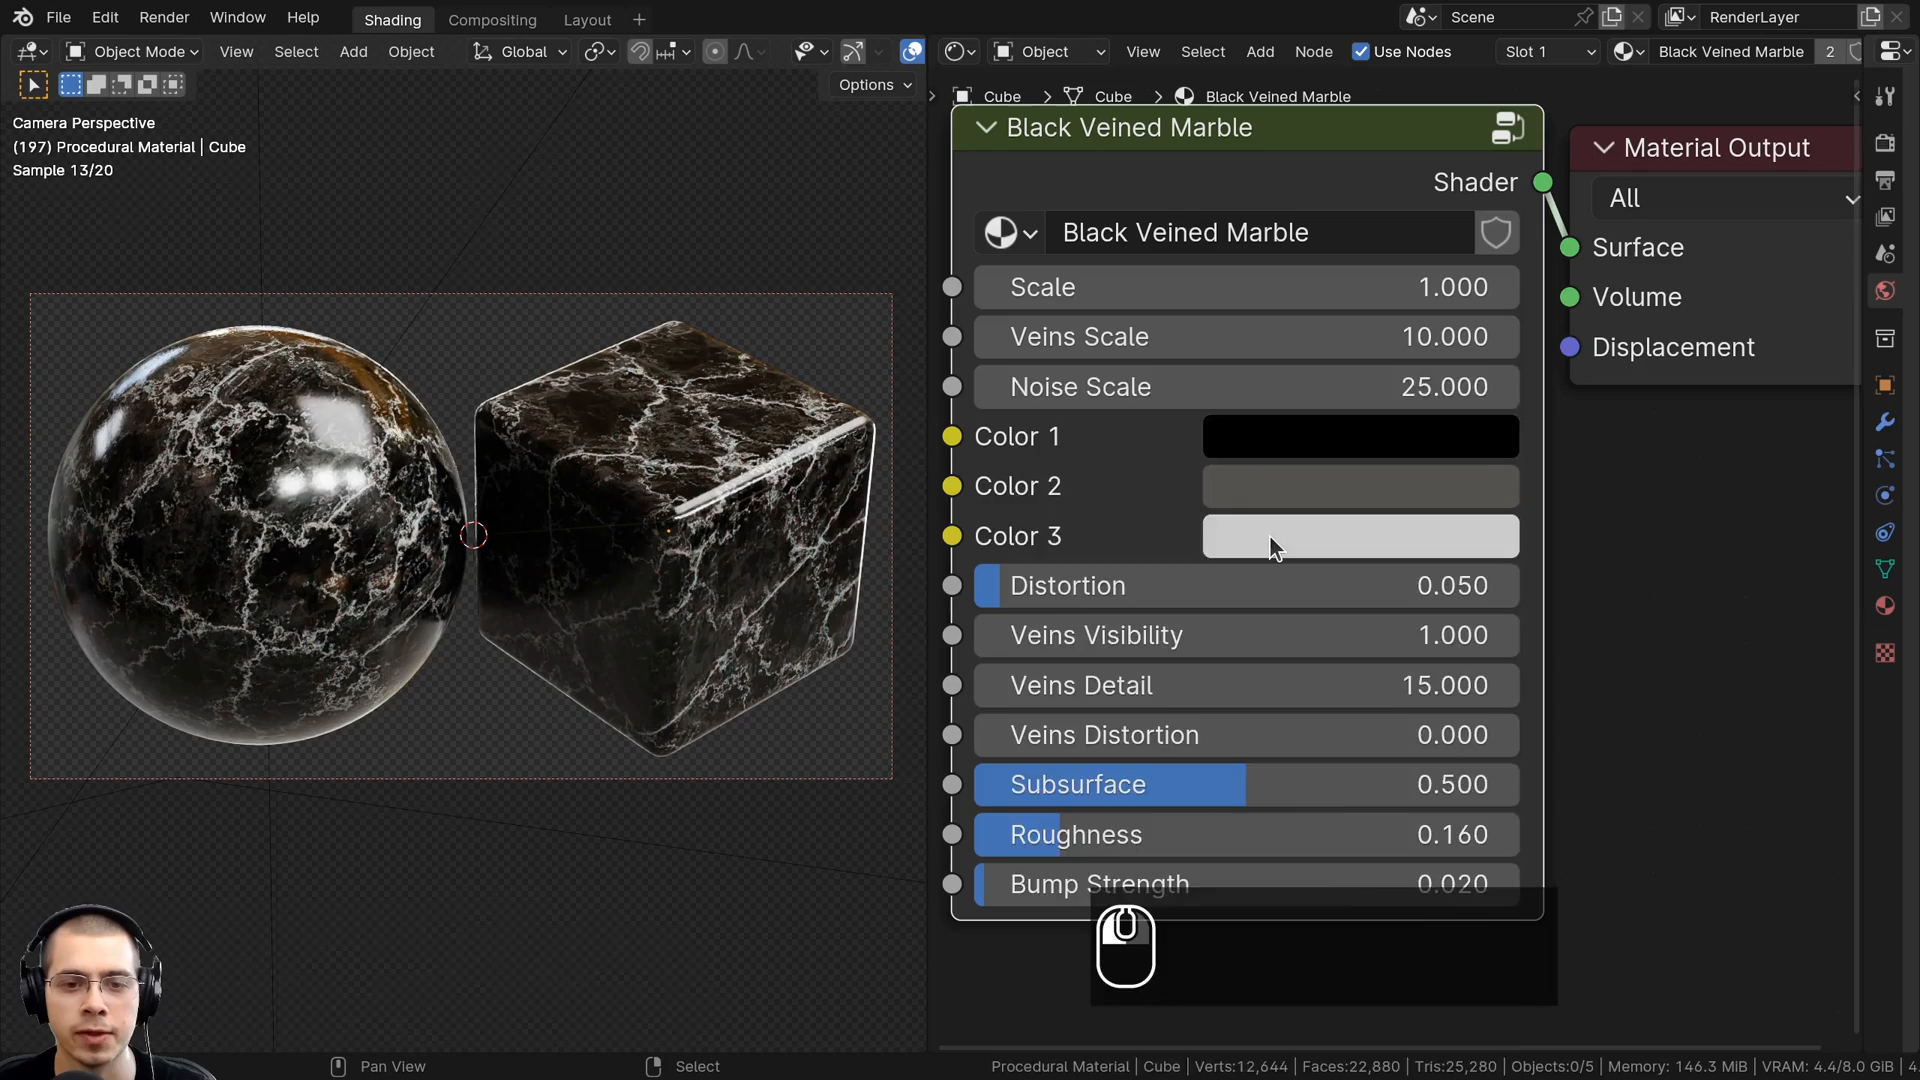 File Edit Render Window Help Shading Compositing Layout + Scene RenderLayer
Object Mode View Select Add Object Global Object View Select Add Node Use Nodes Slot 1 Black Veined Marble 2
Options
Cube > Cube > Black Veined Marble
Camera Perspective
(197) Procedural Material | Cube
Sample 13/20
Black Veined Marble
Shader
Black Veined Marble
Scale 1.000
Veins Scale 10.000
Noise Scale 25.000
Color 1
Color 2
Color 3
Distortion 0.050
Veins Visibility 1.000
Veins Detail 15.000
Veins Distortion 0.000
Subsurface 0.500
Roughness 0.160
Bump Strength 0.020
Material Output
All
Surface
Volume
Displacement
Pan View Select Procedural Material | Cube | Verts:12,644 | Faces:22,880 | Tris:25,280 | Objects:0/5 | Memory: 146.3 MiB | VRAM: 4.4/8.0 GiB | 4